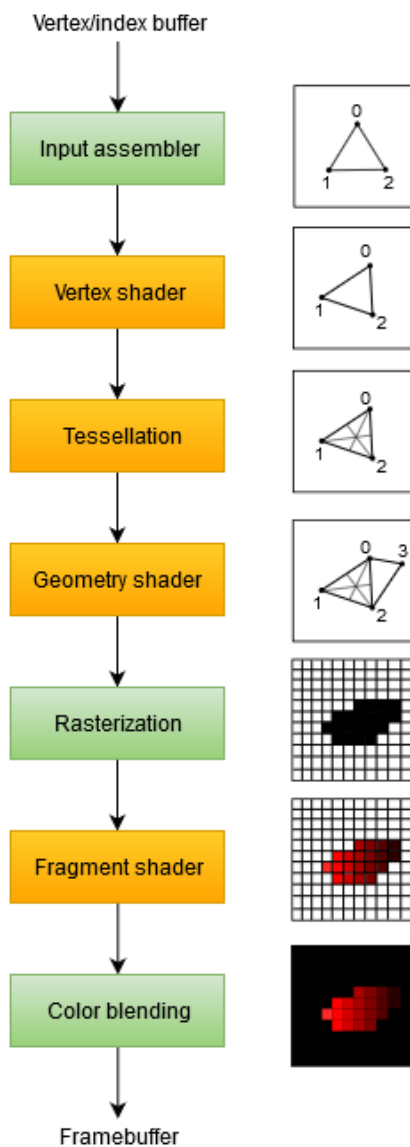 Vertex/index buffer
Input assembler
0
1 2
Vertex shader
0
1
2
Tessellation
0
1
2
Geometry shader
0 3
1
2
Rasterization
Fragment shader
Color blending
Framebuffer